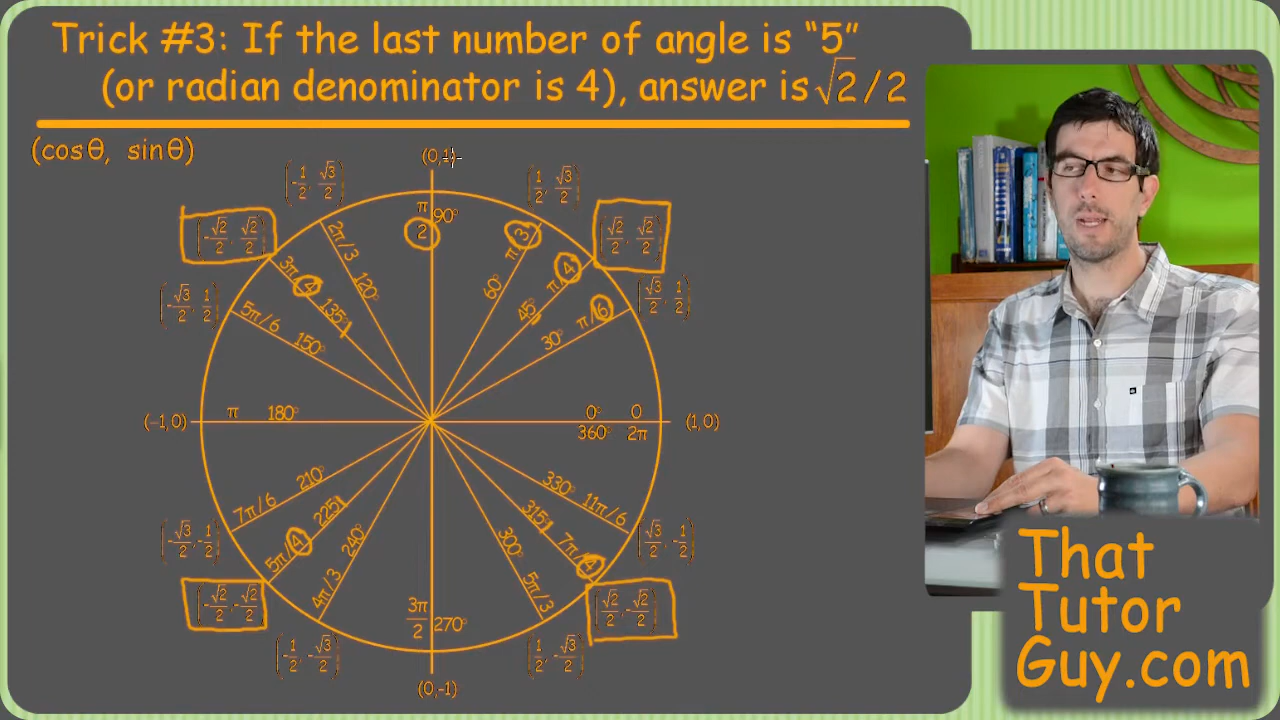 Trick #3: If the last number of angle is “5”
(or radian denominator is 4), answer is √2/2
(cosθ, sinθ)
(0,1)
(-1/2, √3/2)
(1/2, √3/2)
(-√2/2, √2/2)
(√2/2, √2/2)
(-√3/2, 1/2)
(√3/2, 1/2)
π/2 90°
2π/3 120°
3π/4 135°
5π/6 150°
60° π/3
45° π/4
30° π/6
(-1,0) π 180°
0° 0
360° 2π
(1,0)
7π/6 210°
5π/4 225°
4π/3 240°
3π/2 270°
300° 5π/3
315° 7π/4
330° 11π/6
(-√3/2, -1/2)
(√3/2, -1/2)
(-√2/2, -√2/2)
(√2/2, -√2/2)
(-1/2, -√3/2)
(1/2, -√3/2)
(0,-1)
That
Tutor
Guy.com